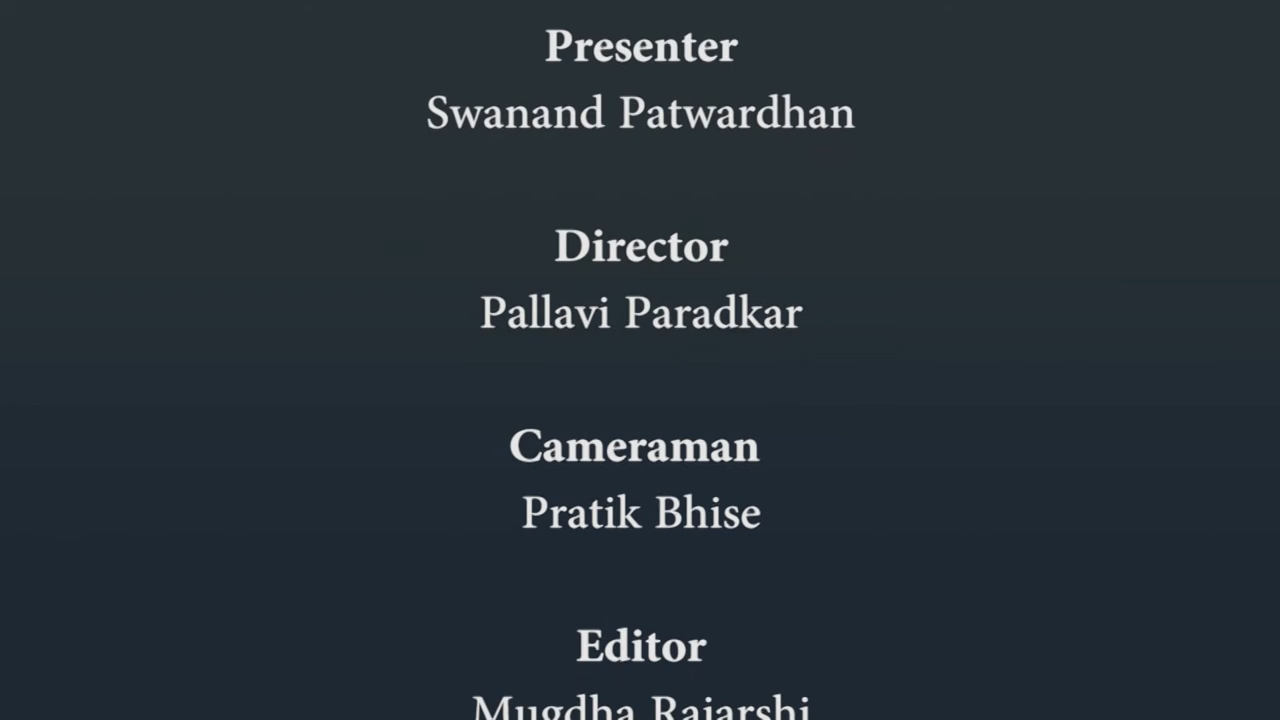 Presenter
Swanand Patwardhan
Director
Pallavi Paradkar
Cameraman
Pratik Bhise
Editor
Mugdha Rajarshi